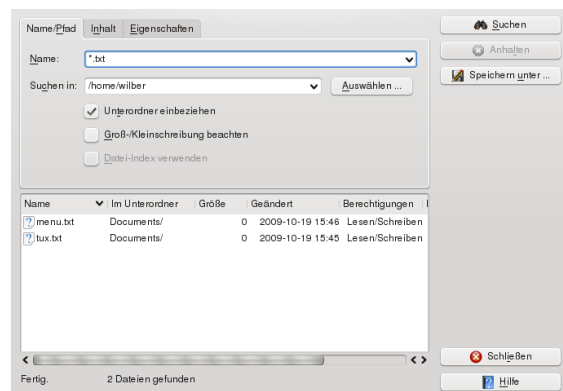 Name/Pfad Inhalt Eigenschaften
Name: *.txt
Suchen in: /home/wilber Auswählen ...
Unterordner einbeziehen
Groß-/Kleinschreibung beachten
Datei-Index verwenden
Suchen
Anhalten
Speichern unter ...
Name Im Unterordner Größe Geändert Berechtigungen
menu.txt Documents/ 0 2009-10-19 15:46 Lesen/Schreiben
tux.txt Documents/ 0 2009-10-19 15:45 Lesen/Schreiben
Fertig. 2 Dateien gefunden
Schließen
Hilfe